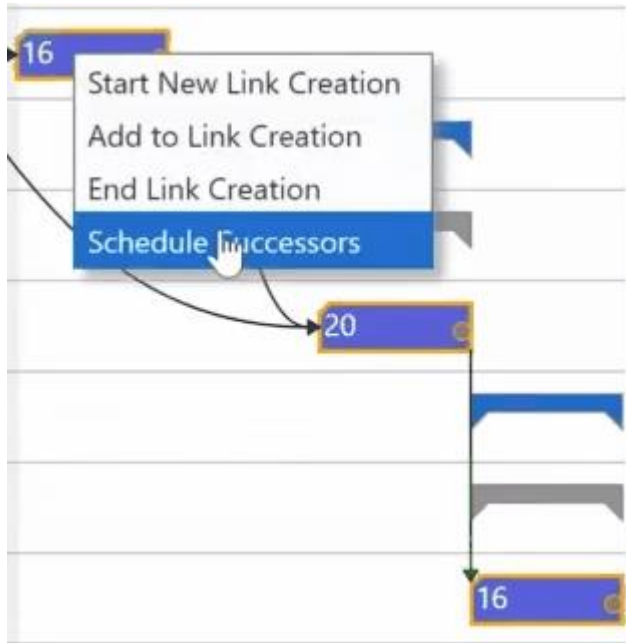 16
Start New Link Creation
Add to Link Creation
End Link Creation
Schedule Successors
20
16